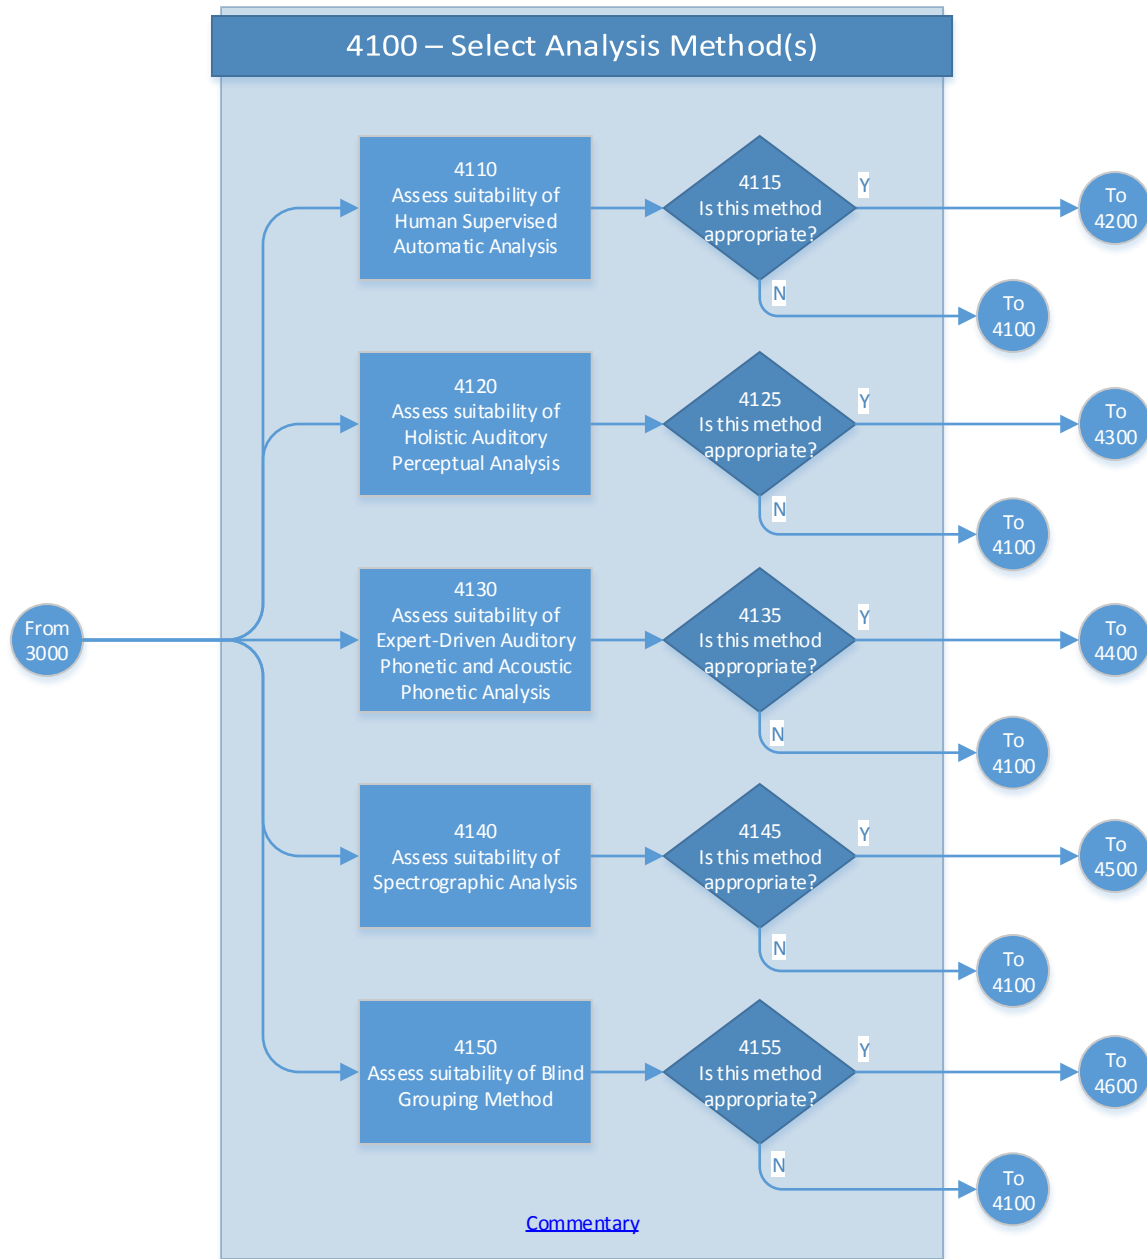 4100 – Select Analysis Method(s)
4110
Assess suitability of
Human Supervised
Automatic Analysis
4115
Is this method
appropriate?
Y
To
4200
N
To
4100
4120
Assess suitability of
Holistic Auditory
Perceptual Analysis
4125
Is this method
appropriate?
Y
To
4300
N
To
4100
From
3000
4130
Assess suitability of
Expert-Driven Auditory
Phonetic and Acoustic
Phonetic Analysis
4135
Is this method
appropriate?
Y
To
4400
N
To
4100
4140
Assess suitability of
Spectrographic Analysis
4145
Is this method
appropriate?
Y
To
4500
N
To
4100
4150
Assess suitability of Blind
Grouping Method
4155
Is this method
appropriate?
Y
To
4600
N
To
4100
Commentary